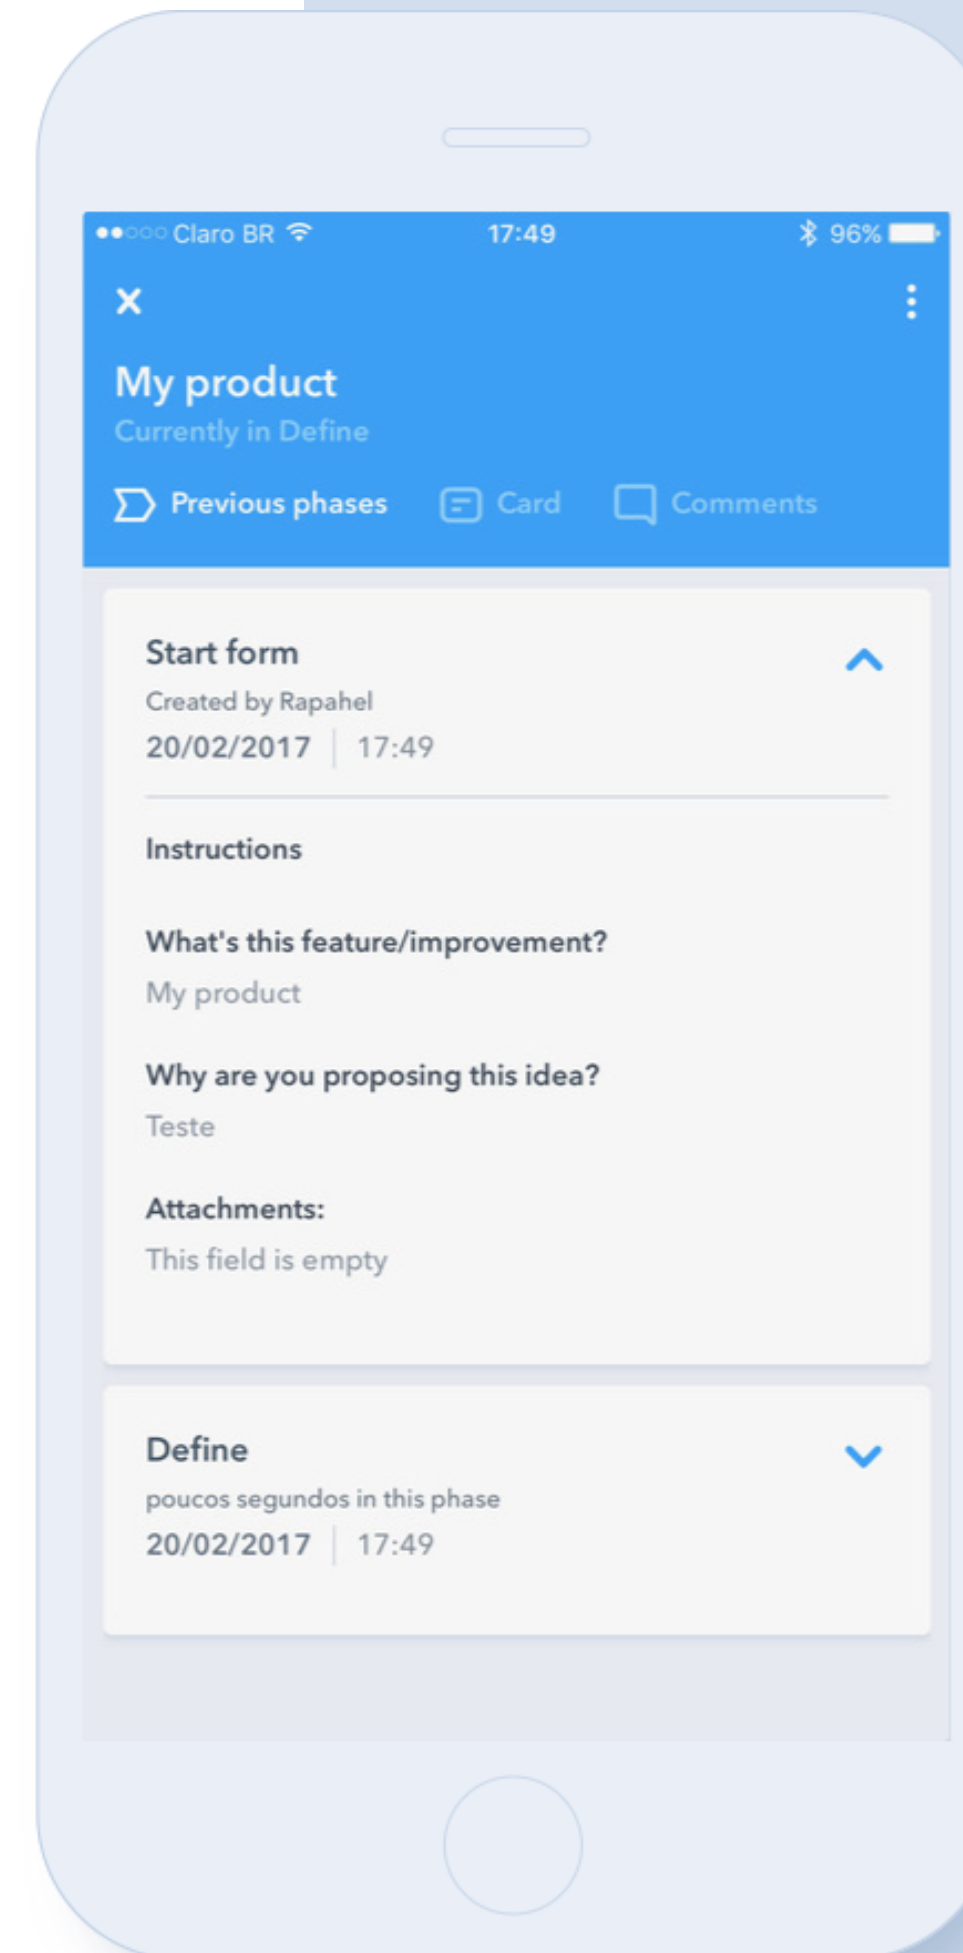 Claro BR 17:49 96%
My product
Currently in Define
Previous phases Card Comments
Start form
Created by Rapahel
20/02/2017 17:49
Instructions
What's this feature/improvement?
My product
Why are you proposing this idea?
Teste
Attachments:
This field is empty
Define
poucos segundos in this phase
20/02/2017 17:49